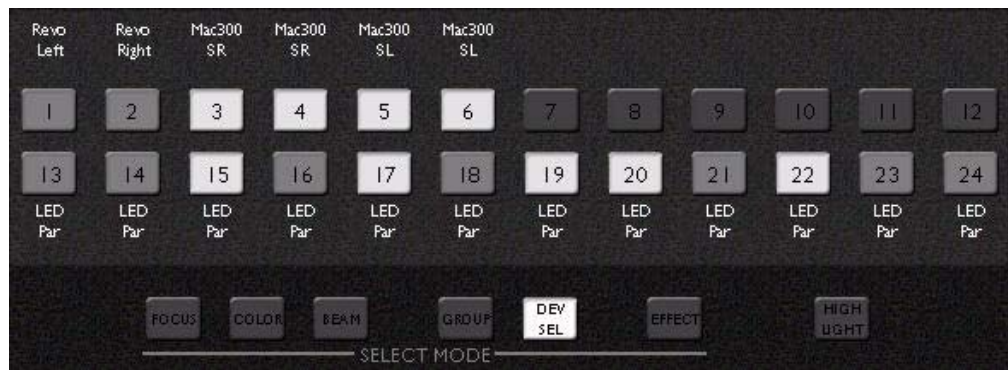 Revo Revo Mac300 Mac300 Mac300 Mac300
Left Right SR SR SL SL
1 2 3 4 5 6 7 8 9 10 11 12
13 14 15 16 17 18 19 20 21 22 23 24
LED LED LED LED LED LED LED LED LED LED LED LED
Par Par Par Par Par Par Par Par Par Par Par Par
FOCUS COLOR BEAM GROUP DEV SEL EFFECT HIGH LIGHT
SELECT MODE